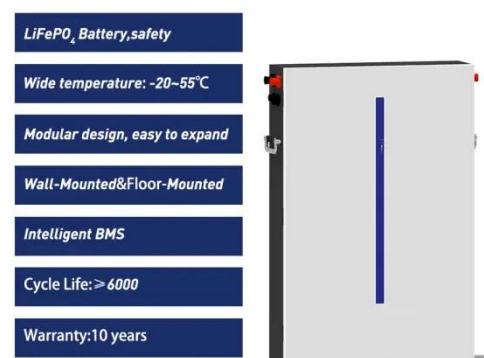 LiFePO₄ Battery,safety
Wide temperature: -20~55℃
Modular design, easy to expand
Wall-Mounted&Floor-Mounted
Intelligent BMS
Cycle Life:≥6000
Warranty:10 years